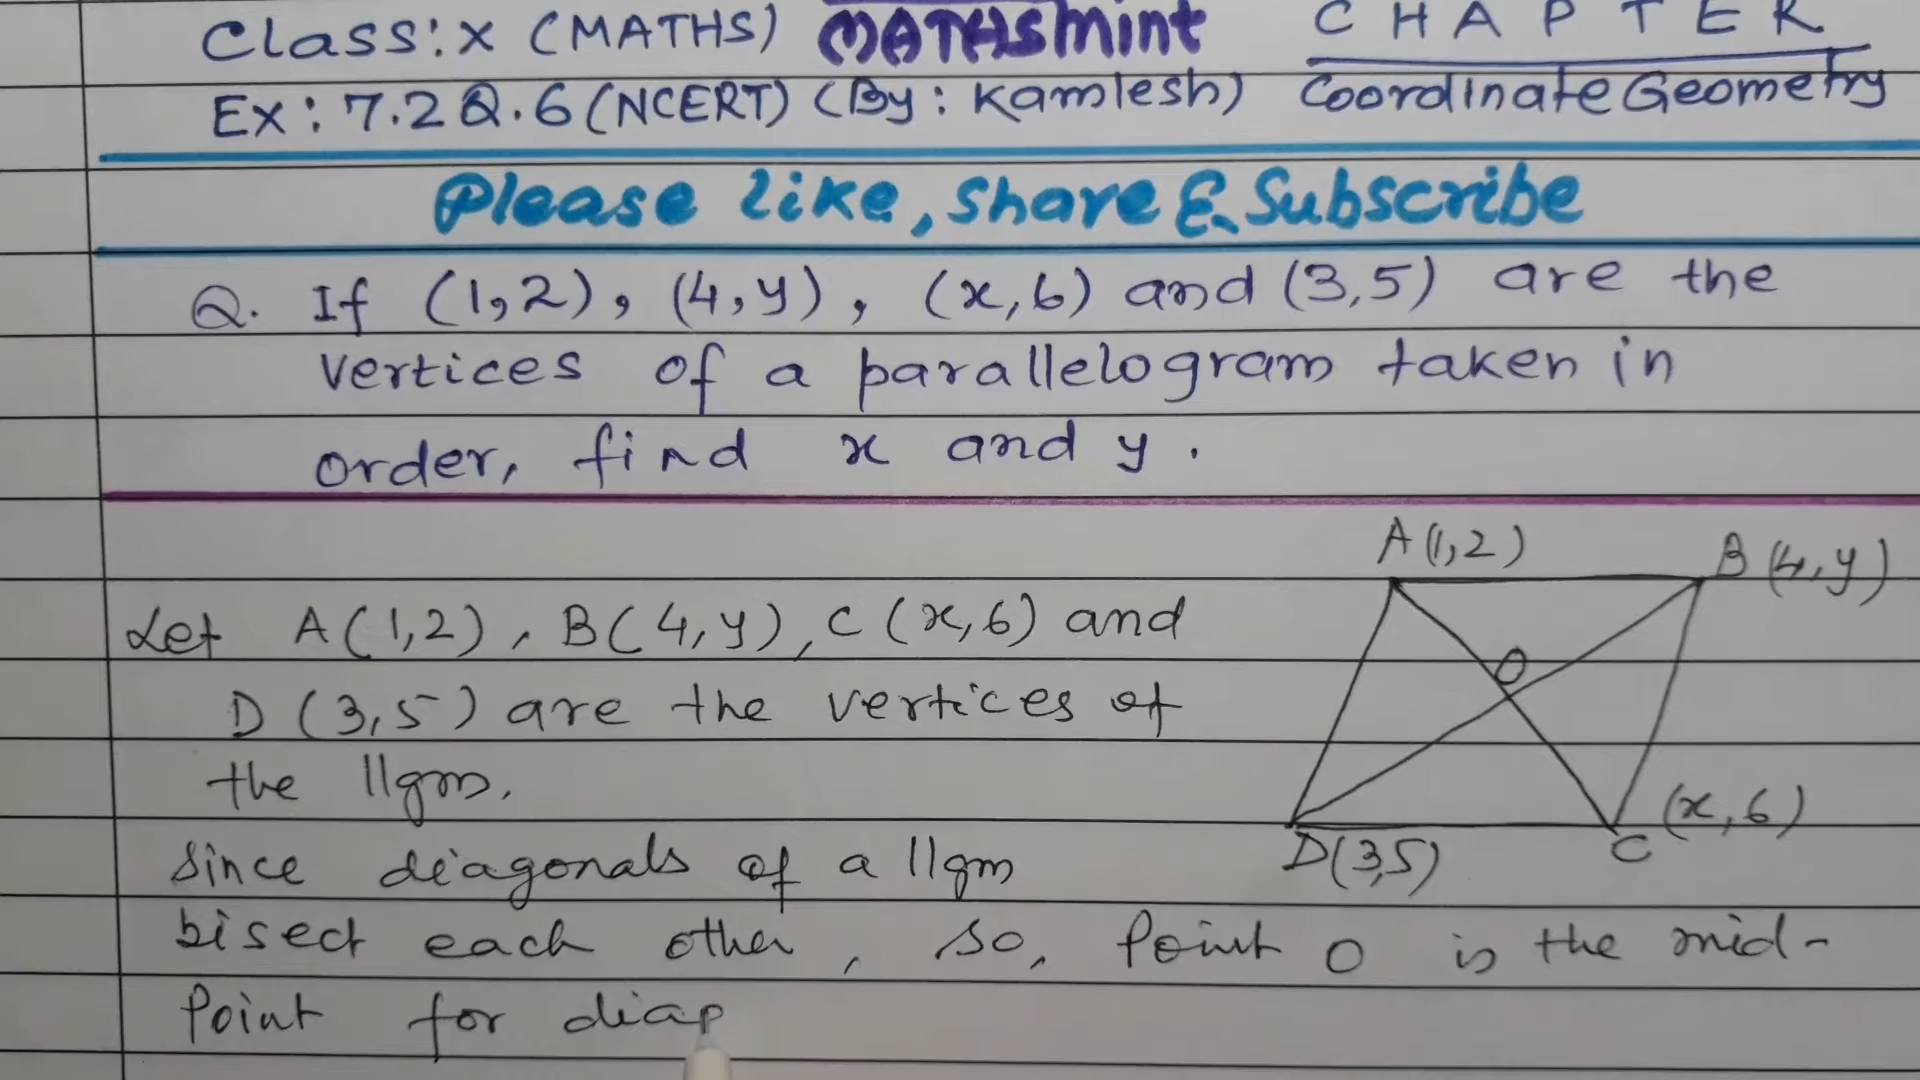 Class: X (MATHS) MATHSmint CHAPTER
Ex: 7.2 Q.6 (NCERT) (By: Kamlesh) Coordinate Geometry
Please like, Share & Subscribe
Q. If (1,2), (4,y), (x,6) and (3,5) are the
vertices of a parallelogram taken in
order, find x and y.
A(1,2) B(4,y)
Let A(1,2), B(4,y), C(x,6) and
O
D(3,5) are the vertices of
the ||gm.
(x,6)
D(3,5) C
Since diagonals of a ||gm
bisect each other, so, Point O is the mid-
Point for diag